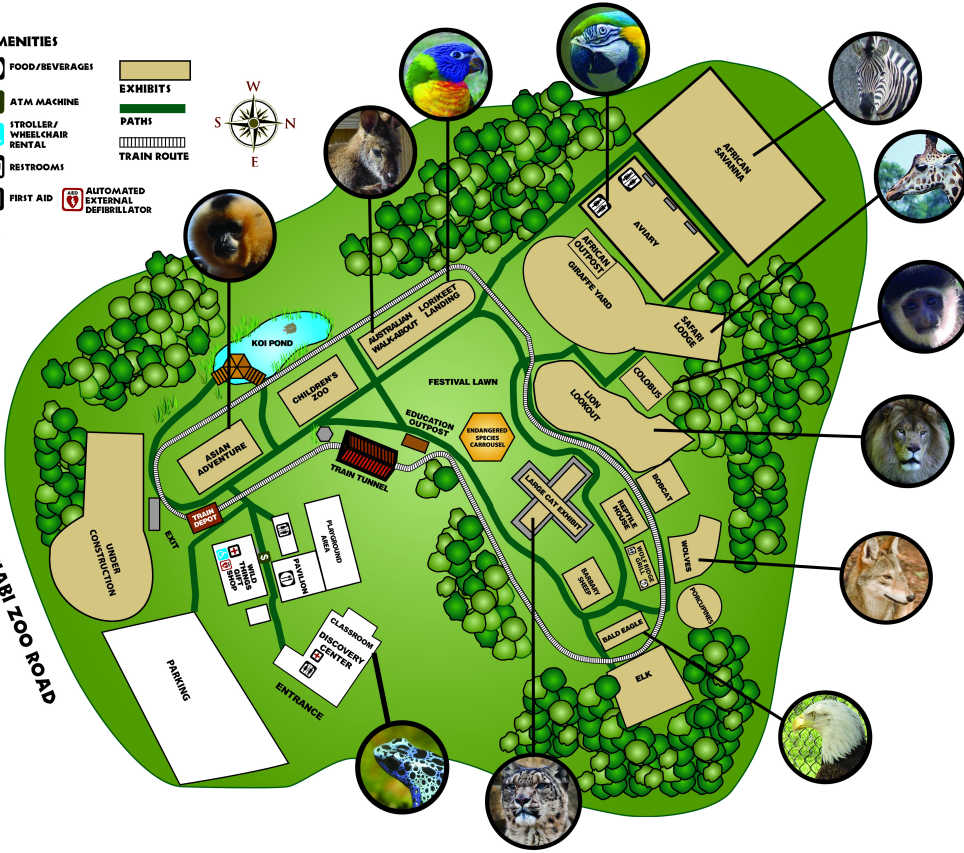 MENITIES
FOOD/BEVERAGES
ATM MACHINE
STROLLER/
WHEELCHAIR
RENTAL
RESTROOMS
FIRST AID
AED
AUTOMATED
EXTERNAL
DEFIBRILLATOR
EXHIBITS
PATHS
TRAIN ROUTE
W
S
N
E
AFRICAN
SAVANNA
AVIARY
AFRICAN
OUTPOST
GIRAFFE YARD
SAFARI
LODGE
LORIKEET
LANDING
AUSTRALIAN
WALK-ABOUT
KOI POND
CHILDREN'S
ZOO
FESTIVAL LAWN
COLOBUS
LION
LOOKOUT
ASIAN
ADVENTURE
EDUCATION
OUTPOST
ENDANGERED
SPECIES
CARROUSEL
TRAIN TUNNEL
LARGE CAT EXHIBIT
BOBCAT
REPTILE
HOUSE
TRAIN
DEPOT
EXIT
UNDER
CONSTRUCTION
PLAYGROUND
AREA
PAVILION
$
WILD
THINGS
GIFT
SHOP
WOLF RIDGE
GRILL
WOLVES
BARBARY
SHEEP
PORCUPINES
BALD EAGLE
ELK
CLASSROOM
DISCOVERY
CENTER
ENTRANCE
PARKING
ABI ZOO ROAD